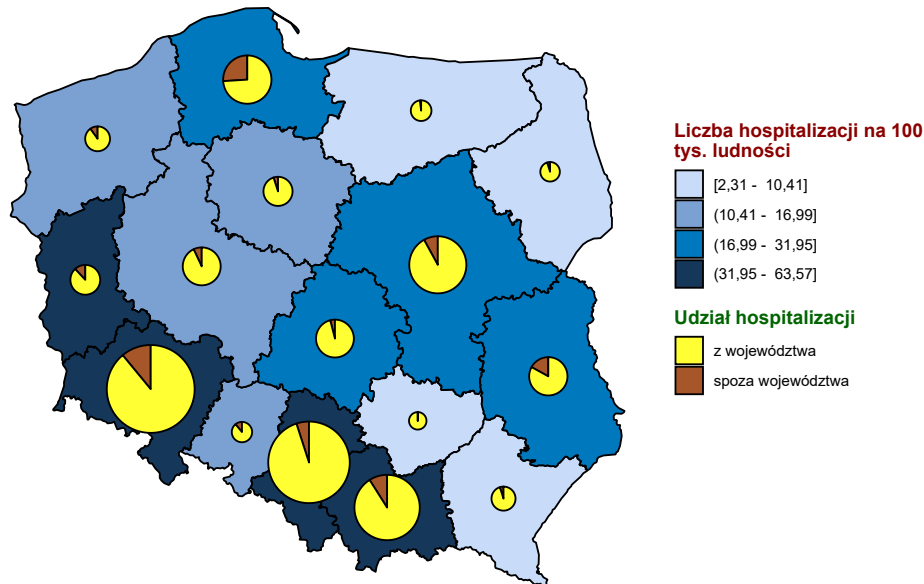 Liczba hospitalizacji na 100
tys. ludności
[2,31 - 10,41]
(10,41 - 16,99]
(16,99 - 31,95]
(31,95 - 63,57]
Udział hospitalizacji
z województwa
spoza województwa